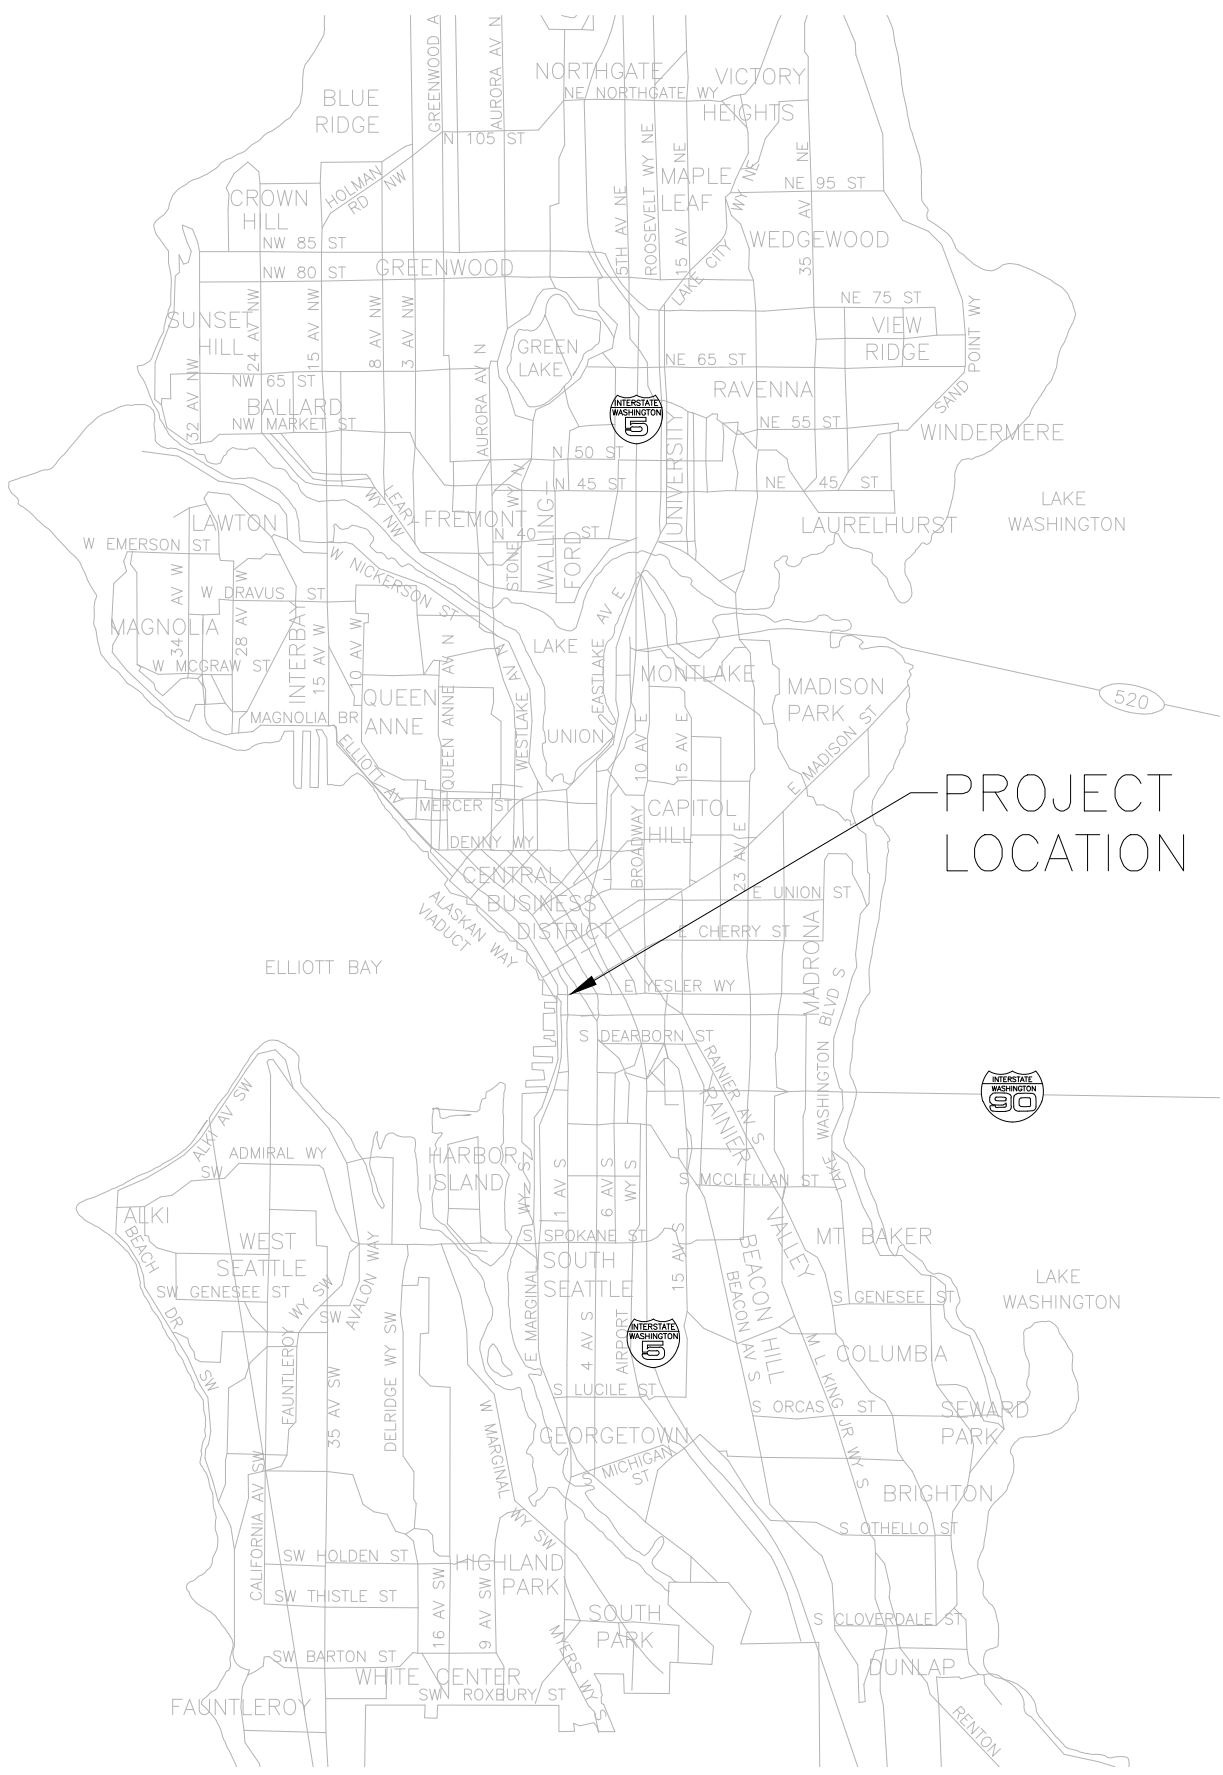 GREENWOOD A
AURORA AV N
NORTHGATE
VICTORY
HEIGHTS
NE NORTHGATE WY
BLUE
RIDGE
N 105 ST
ROOSEVELT WY NE
5TH AV NE
15 AV NE
MAPLE
LEAF
LAKE CITY WY NE
35 AV NE
NE 95 ST
HOLMAN
RD
NW
CROWN
HILL
NW 85 ST
WEDGEWOOD
NW 80 ST
GREENWOOD
NE 75 ST
VIEW
RIDGE
SAND POINT WY
SUNSET
HILL
24 AV NW
15 AV NW
8 AV NW
3 AV NW
32 AV NW
GREEN
LAKE
AURORA AV N
NE 65 ST
NW 65 ST
RAVENNA
BALLARD
NW MARKET ST
INTERSTATE
WASHINGTON
5
UNIVERSITY
NE 55 ST
WINDERMERE
N 50 ST
N 45 ST
NE 45 ST
LAKE
WASHINGTON
LEARY
WY NW
FREMONT
STONE WY N
WALLING-
FORD
N 40 ST
LAURELHURST
LAWTON
W EMERSON ST
W NICKERSON ST
W DRAVUS ST
34 AV W
28 AV W
MAGNOLIA
INTERBAY
15 AV W
10 AV W
W MCGRAW ST
LAKE
UNION
EASTLAKE AV E
WESTLAKE AV N
QUEEN ANNE AV N
QUEEN
ANNE
MONTLAKE
MADISON
PARK
520
MAGNOLIA BR
ELLIOTT AV
10 AV E
15 AV E
E MADISON ST
MERCER ST
CAPITOL
HILL
BROADWAY
23 AV E
PROJECT
LOCATION
DENNY WY
CENTRAL
BUSINESS
DISTRICT
ALASKAN WAY
VIADUCT
E UNION ST
E CHERRY ST
MADRONA
ELLIOTT BAY
E YESLER WY
S DEARBORN ST
LAKE WASHINGTON BLVD S
RAINIER AV S
RAINIER
VALLEY
INTERSTATE
WASHINGTON
90
ALKI AV SW
SW ADMIRAL WY
HARBOR
ISLAND
1 AV S
6 AV S
S MCCLELLAN ST
ALKI
BEACH DR SW
WEST
SEATTLE
SW GENESEE ST
FAUNTLEROY WY SW
SW AVALON WAY
S SPOKANE ST
SOUTH
SEATTLE
E MARGINAL WY S
15 AV S
BEACON HILL
BEACON AV S
MT BAKER
LAKE
WASHINGTON
S GENESEE ST
AIRPORT WY S
4 AV S
INTERSTATE
WASHINGTON
5
M L KING JR WY S
COLUMBIA
DELRIDGE WY SW
35 AV SW
S LUCILE ST
S ORCAS ST
SEWARD
PARK
W MARGINAL WY SW
GEORGETOWN
S MICHIGAN
ST
BRIGHTON
CALIFORNIA AV SW
S OTHELLO ST
SW HOLDEN ST
HIGHLAND
PARK
SW THISTLE ST
16 AV SW
9 AV SW
SOUTH
PARK
S CLOVERDALE ST
MYERS WY S
SW BARTON ST
WHITE CENTER
SW ROXBURY ST
DUNLAP
FAUNTLEROY
RENTON